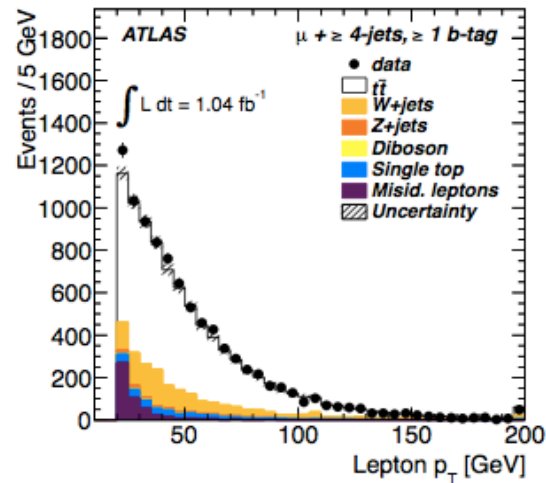 ATLAS
μ + ≥ 4-jets, ≥ 1 b-tag
∫ L dt = 1.04 fb⁻¹
data
tt̄
W+jets
Z+jets
Diboson
Single top
Misid. leptons
Uncertainty
Events / 5 GeV
1800
1600
1400
1200
1000
800
600
400
200
0
50 100 150 200
Lepton p_T [GeV]